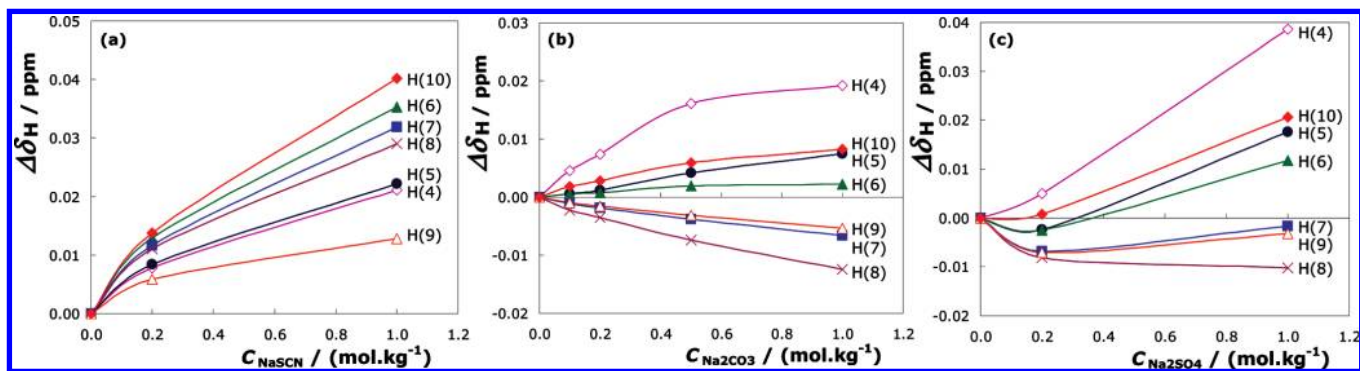 (a)
0.05
0.04
0.03
0.02
0.01
0.00
ΔδH / ppm
H(10)
H(6)
H(7)
H(8)
H(5)
H(4)
H(9)
0.0 0.2 0.4 0.6 0.8 1.0 1.2
C NaSCN / (mol.kg-1)
(b)
0.03
0.02
0.01
0.00
-0.01
-0.02
ΔδH / ppm
H(4)
H(10)
H(5)
H(6)
H(9)
H(7)
H(8)
0.0 0.2 0.4 0.6 0.8 1.0 1.2
C Na2CO3 / (mol.kg-1)
(c)
0.04
0.03
0.02
0.01
0.00
-0.01
-0.02
ΔδH / ppm
H(4)
H(10)
H(5)
H(6)
H(7)
H(9)
H(8)
0.0 0.2 0.4 0.6 0.8 1.0 1.2
C Na2SO4 / (mol.kg-1)